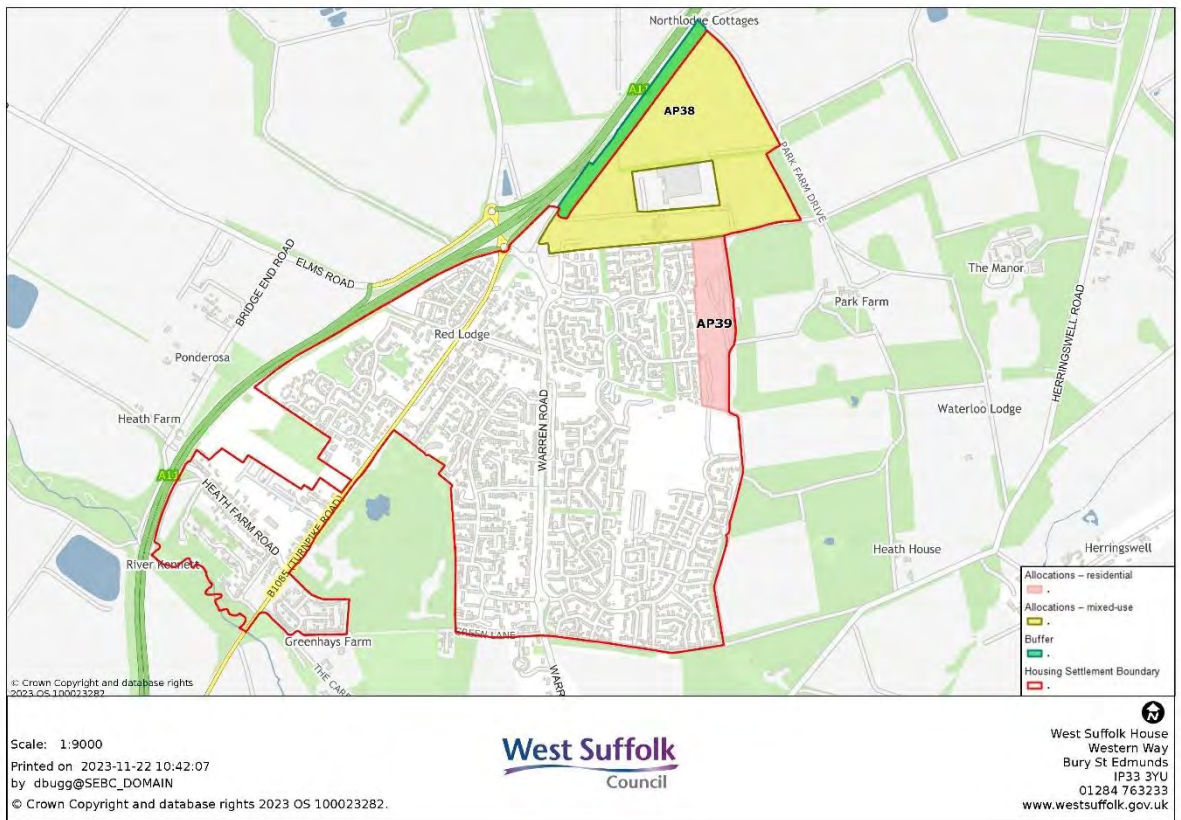 Northlodge Cottages
A11
AP38
PARK FARM DRIVE
ELMS ROAD
BRIDGE END ROAD
The Manor
Park Farm
HERRINGSWELL ROAD
Red Lodge
AP39
Ponderosa
Waterloo Lodge
Heath Farm
WARREN ROAD
A11
HEATH FARM ROAD
B1085 (TURNPIKE ROAD)
Heath House
Herringswell
River Kennett
Greenhays Farm
GREEN LANE
THE CARR
WARR
Allocations – residential
.
Allocations – mixed-use
.
Buffer
.
Housing Settlement Boundary
.
© Crown Copyright and database rights
2023 OS 100023282.
Scale: 1:9000
Printed on 2023-11-22 10:42:07
by dbugg@SEBC_DOMAIN
© Crown Copyright and database rights 2023 OS 100023282.
West Suffolk
Council
N
West Suffolk House
Western Way
Bury St Edmunds
IP33 3YU
01284 763233
www.westsuffolk.gov.uk